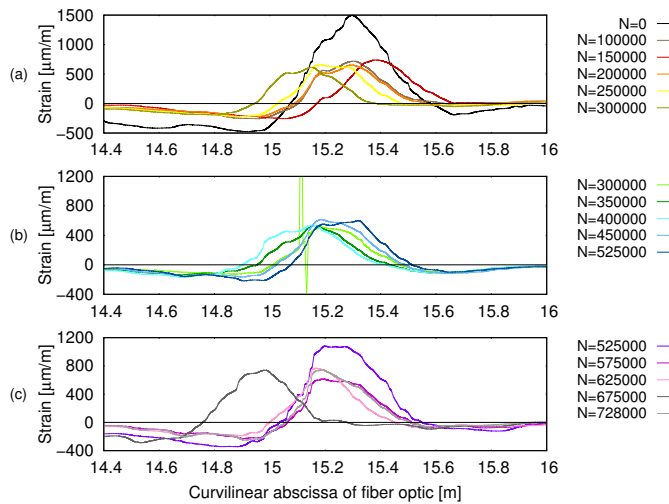 1500
1000
500
0
−500
Strain [μm/m]
(a)
14.4 14.6 14.8 15 15.2 15.4 15.6 15.8 16
N=0
N=100000
N=150000
N=200000
N=250000
N=300000
1200
800
400
0
−400
Strain [μm/m]
(b)
14.4 14.6 14.8 15 15.2 15.4 15.6 15.8 16
N=300000
N=350000
N=400000
N=450000
N=525000
1200
800
400
0
−400
Strain [μm/m]
(c)
14.4 14.6 14.8 15 15.2 15.4 15.6 15.8 16
N=525000
N=575000
N=625000
N=675000
N=728000
Curvilinear abscissa of fiber optic [m]